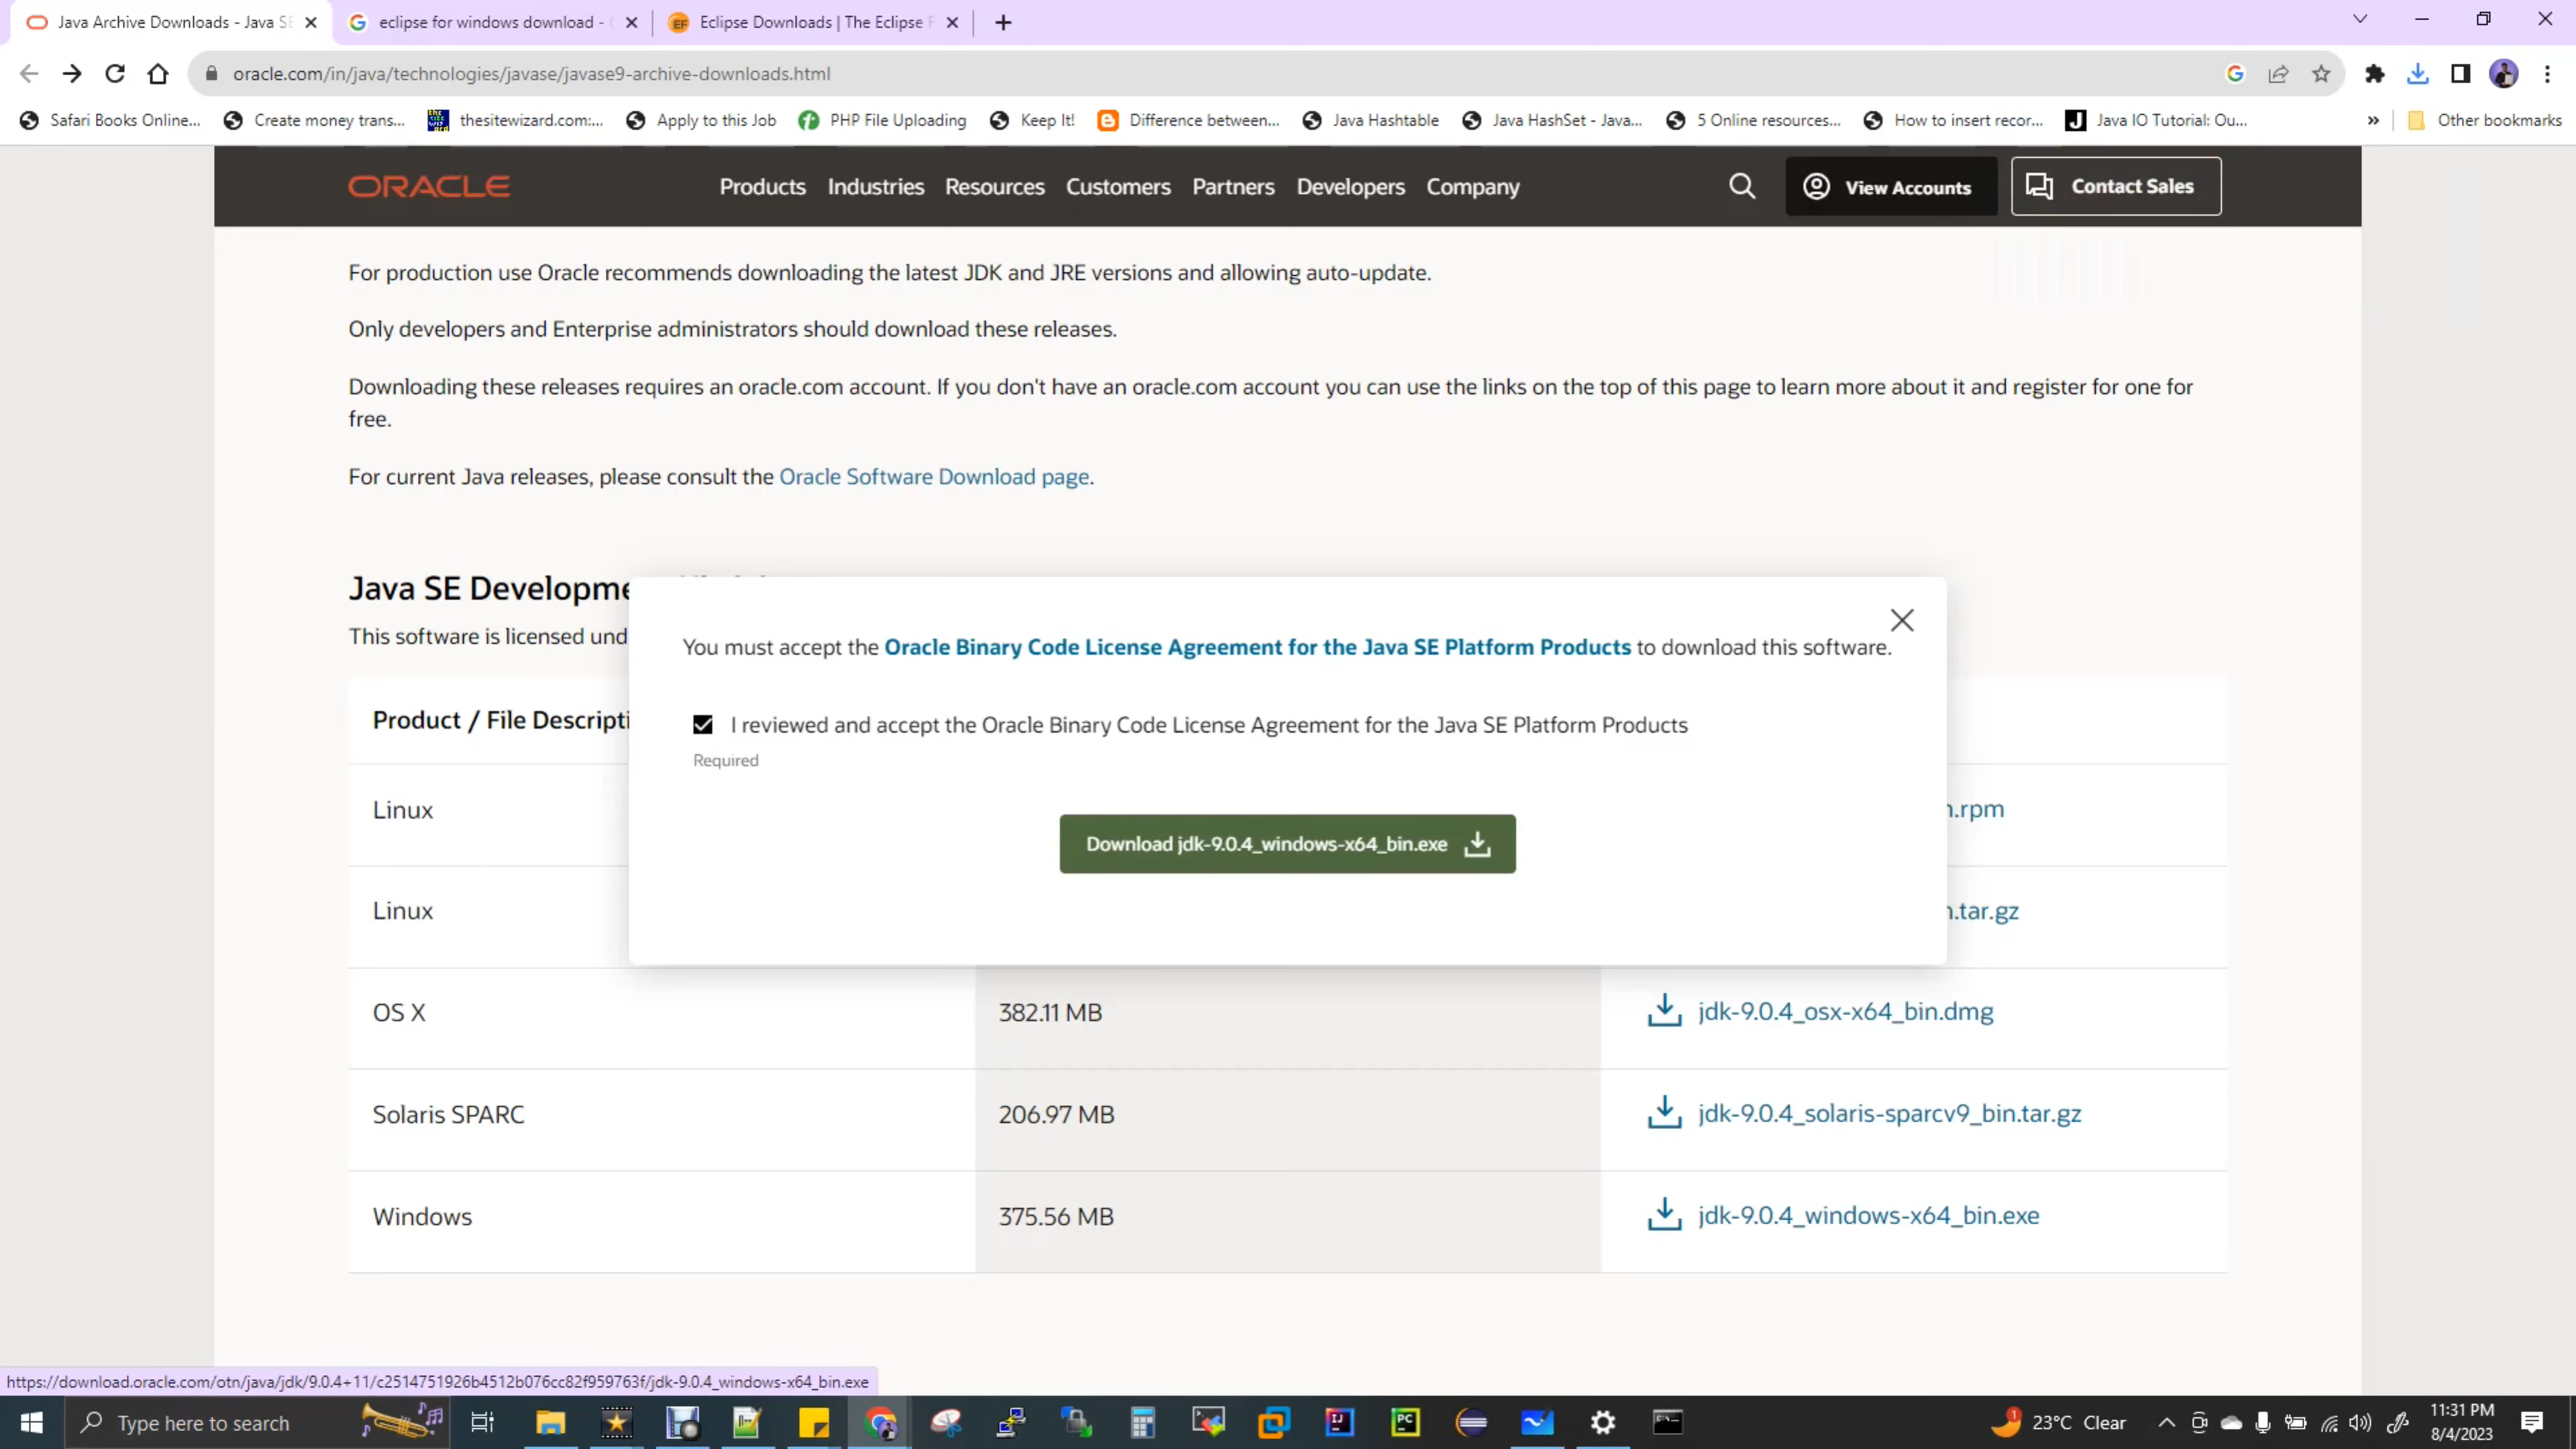 Java Archive Downloads - Java SE
eclipse for windows download -
Eclipse Downloads | The Eclipse F
oracle.com/in/java/technologies/javase/javase9-archive-downloads.html
Safari Books Online...
Create money trans...
thesitewizard.com:...
Apply to this Job
PHP File Uploading
Keep It!
Difference between...
Java Hashtable
Java HashSet - Java...
5 Online resources...
How to insert recor...
Java IO Tutorial: Ou...
»
Other bookmarks
ORACLE
Products Industries Resources Customers Partners Developers Company
View Accounts
Contact Sales
For production use Oracle recommends downloading the latest JDK and JRE versions and allowing auto-update.
Only developers and Enterprise administrators should download these releases.
Downloading these releases requires an oracle.com account. If you don't have an oracle.com account you can use the links on the top of this page to learn more about it and register for one for
free.
For current Java releases, please consult the Oracle Software Download page.
Java SE Developme
This software is licensed und
You must accept the Oracle Binary Code License Agreement for the Java SE Platform Products to download this software.
I reviewed and accept the Oracle Binary Code License Agreement for the Java SE Platform Products
Required
Download jdk-9.0.4_windows-x64_bin.exe
Product / File Descripti
Linux
n.rpm
Linux
n.tar.gz
OS X 382.11 MB jdk-9.0.4_osx-x64_bin.dmg
Solaris SPARC 206.97 MB jdk-9.0.4_solaris-sparcv9_bin.tar.gz
Windows 375.56 MB jdk-9.0.4_windows-x64_bin.exe
https://download.oracle.com/otn/java/jdk/9.0.4+11/c2514751926b4512b076cc82f959763f/jdk-9.0.4_windows-x64_bin.exe
Type here to search
23°C Clear
11:31 PM
8/4/2023